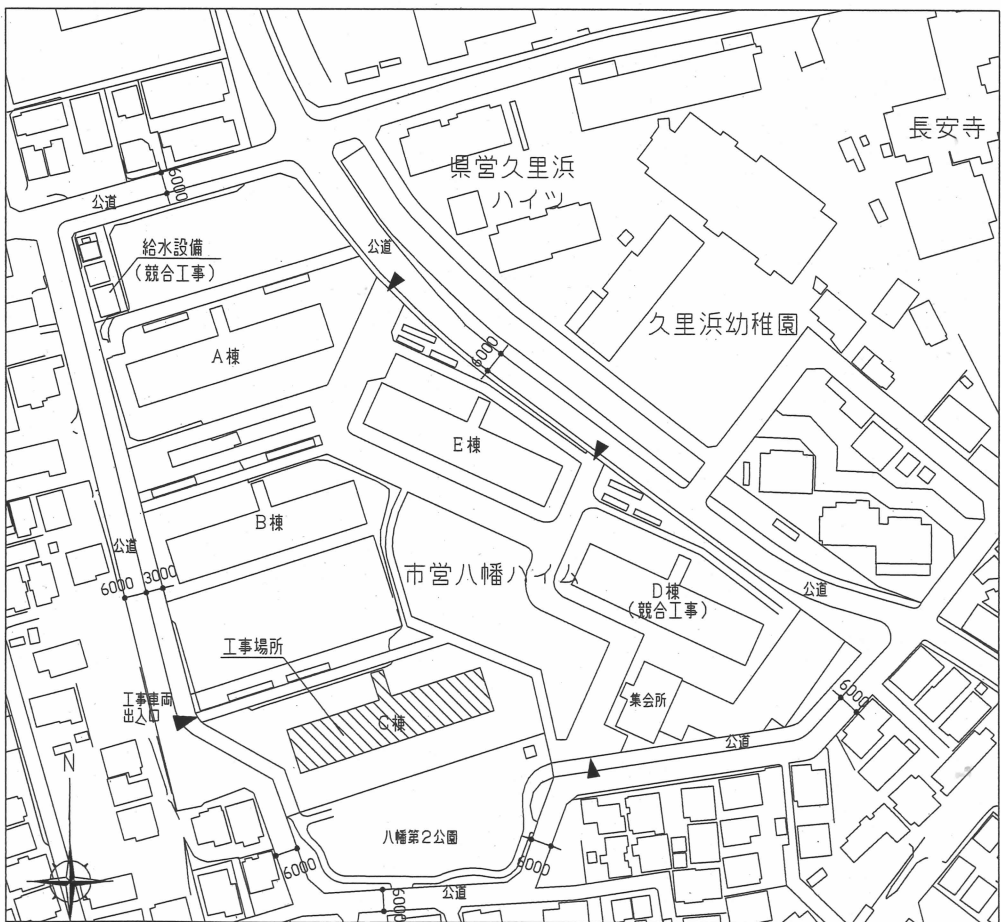 長安寺
県営久里浜
ハイツ
6000
公道
給水設備
(競合工事)
公道
久里浜幼稚園
A棟
6000
E棟
B棟
公道
6000
3000
市営八幡ハイム
D棟
(競合工事)
公道
工事場所
工事車両
出入口
C棟
集会所
6000
公道
N
八幡第2公園
6000
6000
公道
6000